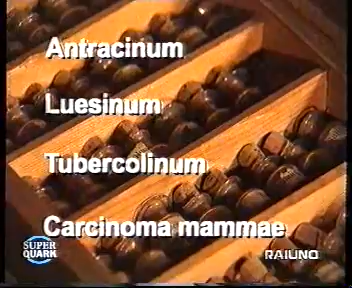 Antracinum
Luesinum
Tubercolinum
Carcinoma mammae
SUPER
QUARK
RAIUNO